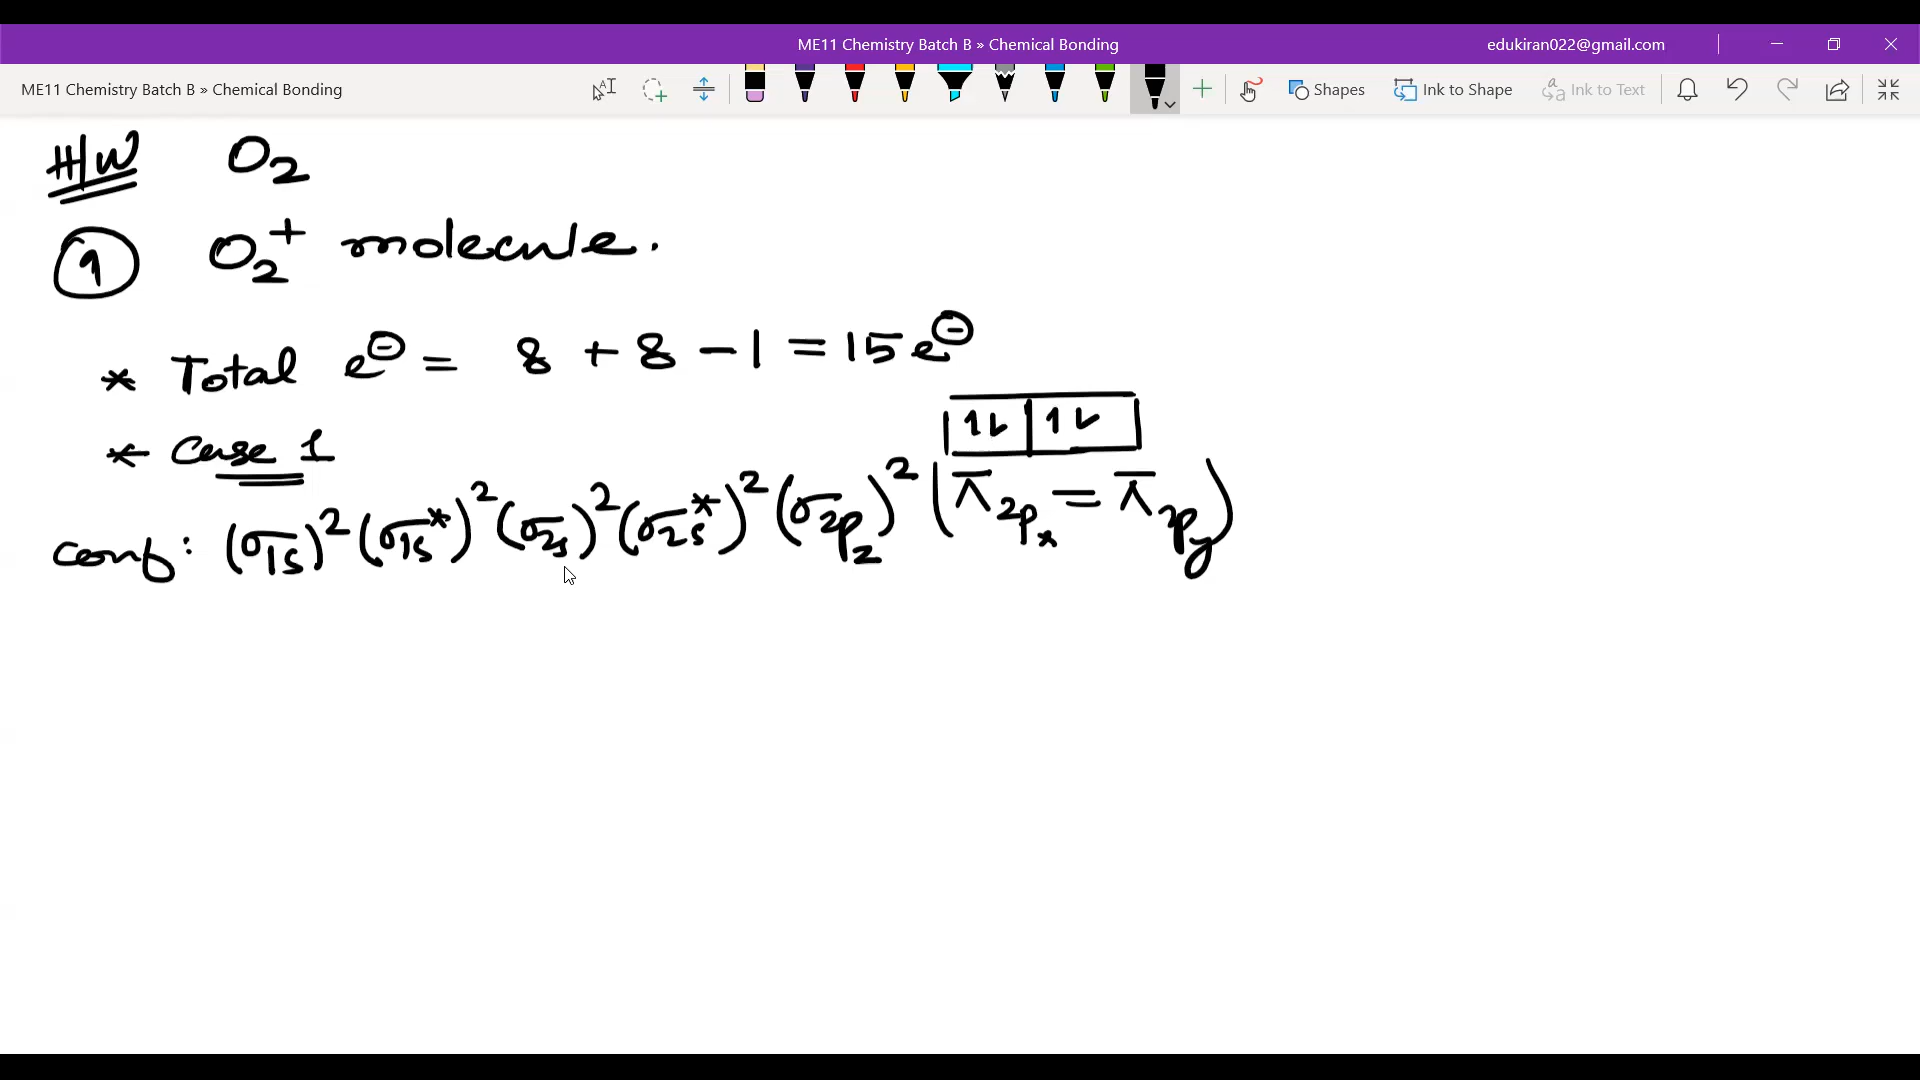 ME11 Chemistry Batch B » Chemical Bonding
edukiran022@gmail.com
ME11 Chemistry Batch B » Chemical Bonding
Shapes
Ink to Shape
Ink to Text
H/W O₂
① O₂⁺ molecule.
* Total e⊖ = 8 + 8 - 1 = 15 e⊖
* Case 1
1↓ 1↓
conf: (σ1s)² (σ1s*)² (σ2s)² (σ2s*)² (σ2pz)² (π2px = π2py)